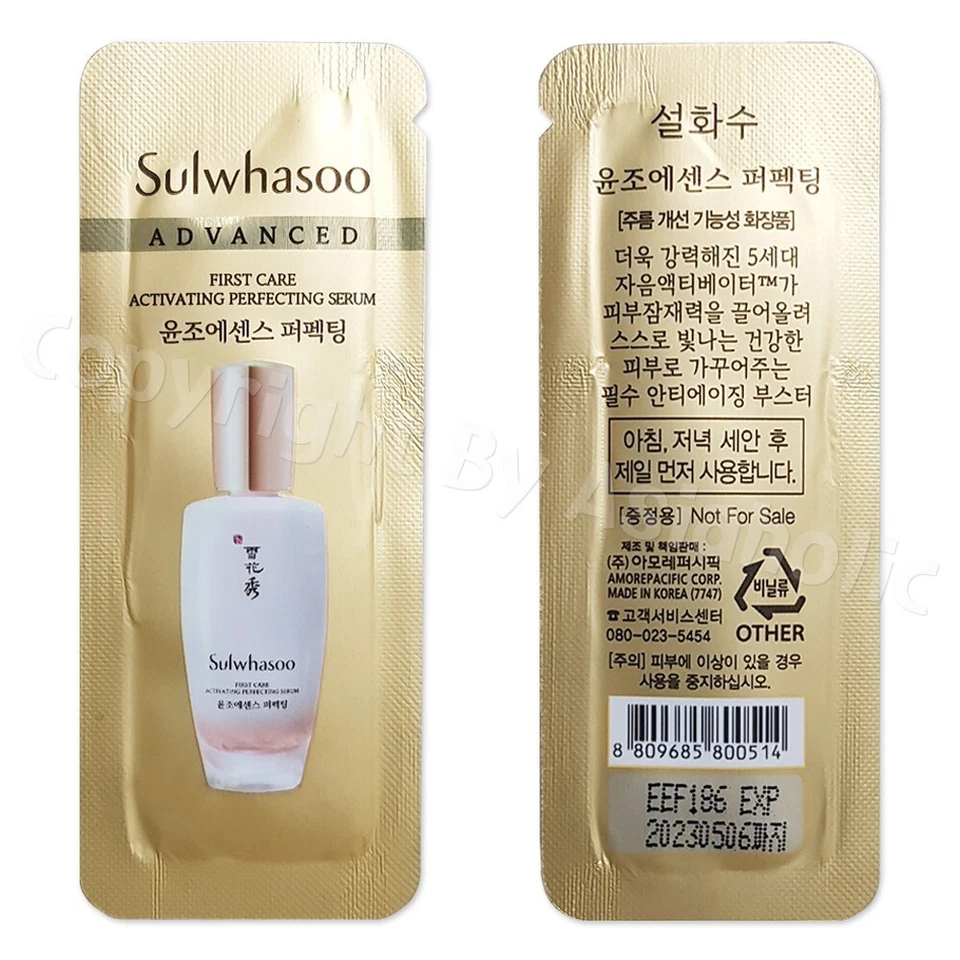 Sulwhasoo
ADVANCED
FIRST CARE
ACTIVATING PERFECTING SERUM
윤조에센스 퍼펙팅
雪花秀
Sulwhasoo
FIRST CARE
ACTIVATING PERFECTING SERUM
윤조에센스 퍼펙팅
설화수
윤조에센스 퍼펙팅
[주름 개선 기능성 화장품]
더욱 강력해진 5세대
자음액티베이터™가
피부잠재력을 끌어올려
스스로 빛나는 건강한
피부로 가꾸어주는
필수 안티에이징 부스터
아침, 저녁 세안 후
제일 먼저 사용합니다.
[증정용] Not For Sale
제조 및 책임판매 :
(주)아모레퍼시픽
AMOREPACIFIC CORP.
MADE IN KOREA (7747)
☎고객서비스센터
080-023-5454
비닐류
OTHER
[주의] 피부에 이상이 있을 경우
사용을 중지하십시오.
8 809685 800514
EEF186 EXP
20230506까지
Copyright By Asianolic